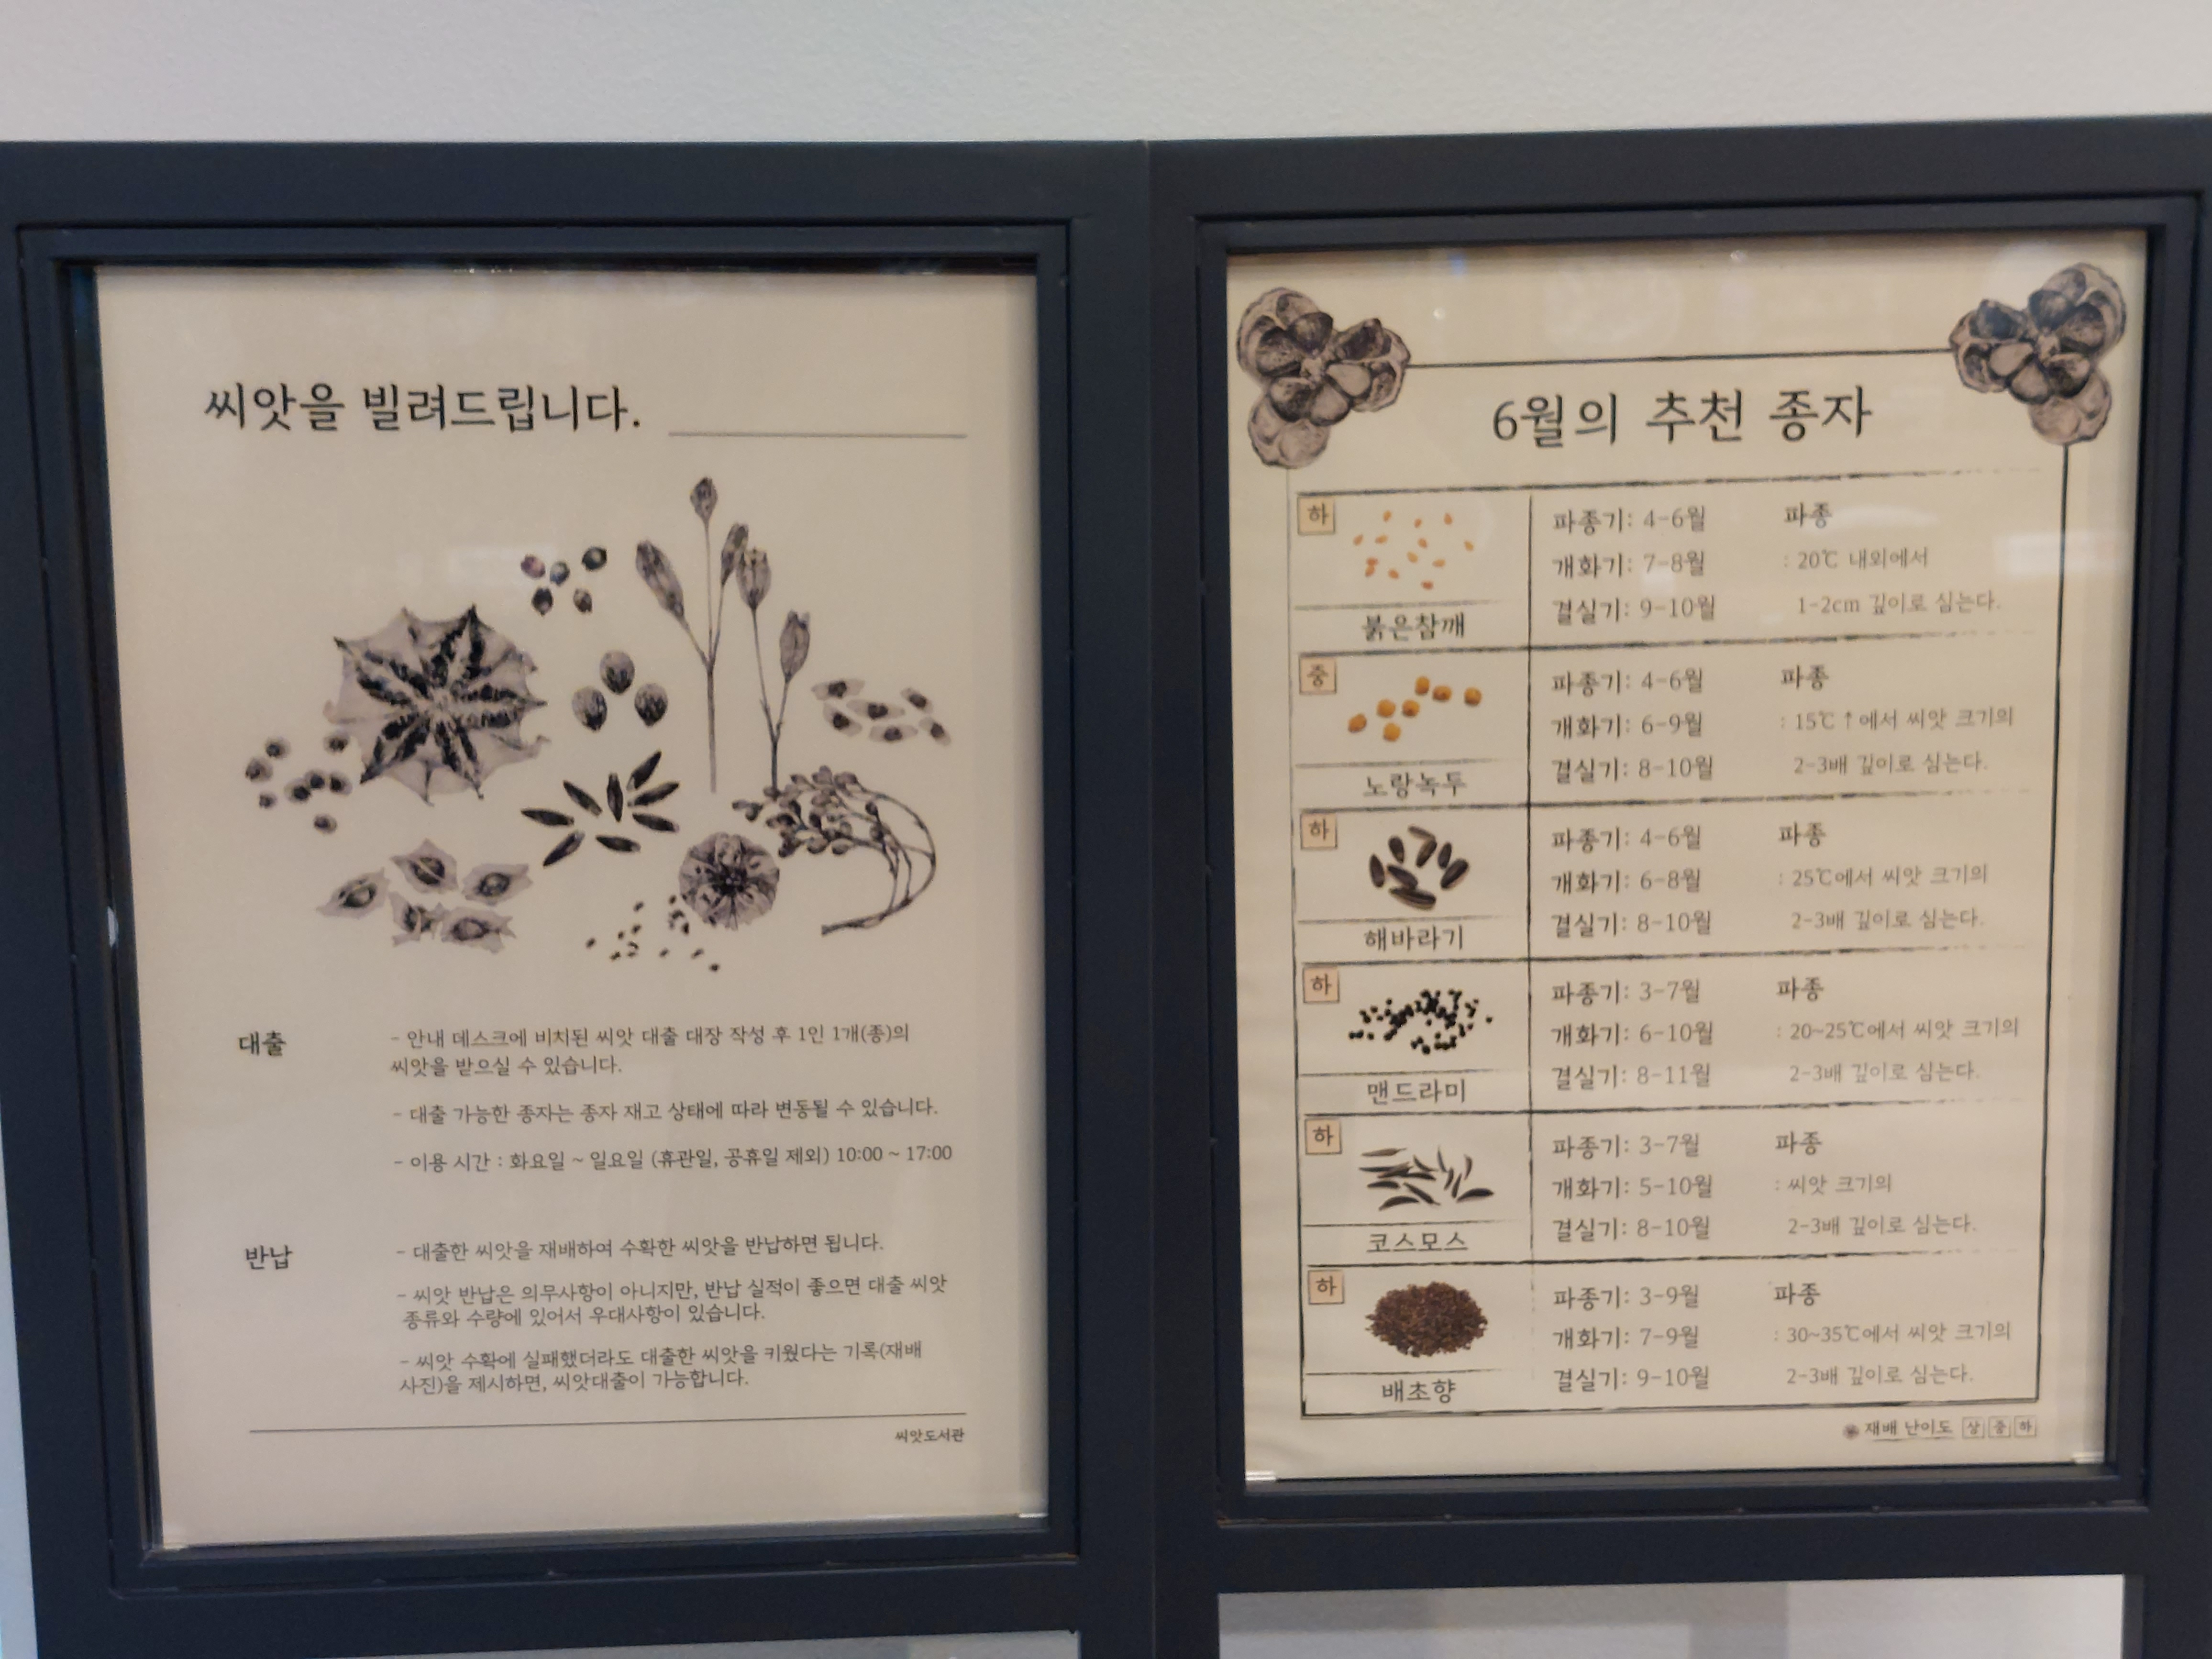 씨앗을 빌려드립니다.
대출
- 안내 데스크에 비치된 씨앗 대출 대장 작성 후 1인 1개(종)의
씨앗을 받으실 수 있습니다.
- 대출 가능한 종자는 종자 재고 상태에 따라 변동될 수 있습니다.
- 이용 시간 : 화요일 ~ 일요일 (휴관일, 공휴일 제외) 10:00 ~ 17:00
반납
- 대출한 씨앗을 재배하여 수확한 씨앗을 반납하면 됩니다.
- 씨앗 반납은 의무사항이 아니지만, 반납 실적이 좋으면 대출 씨앗
종류와 수량에 있어서 우대사항이 있습니다.
- 씨앗 수확에 실패했더라도 대출한 씨앗을 키웠다는 기록(재배
사진)을 제시하면, 씨앗대출이 가능합니다.
씨앗도서관
6월의 추천 종자
하
붉은참깨
파종기: 4-6월
개화기: 7-8월
결실기: 9-10월
파종
: 20℃ 내외에서
1-2cm 깊이로 심는다.
중
노랑녹두
파종기: 4-6월
개화기: 6-9월
결실기: 8-10월
파종
: 15℃↑에서 씨앗 크기의
2-3배 깊이로 심는다.
하
해바라기
파종기: 4-6월
개화기: 6-8월
결실기: 8-10월
파종
: 25℃에서 씨앗 크기의
2-3배 깊이로 심는다.
하
맨드라미
파종기: 3-7월
개화기: 6-10월
결실기: 8-11월
파종
: 20~25℃에서 씨앗 크기의
2-3배 깊이로 심는다.
하
코스모스
파종기: 3-7월
개화기: 5-10월
결실기: 8-10월
파종
: 씨앗 크기의
2-3배 깊이로 심는다.
하
배초향
파종기: 3-9월
개화기: 7-9월
결실기: 9-10월
파종
: 30~35℃에서 씨앗 크기의
2-3배 깊이로 심는다.
재배 난이도 상 중 하